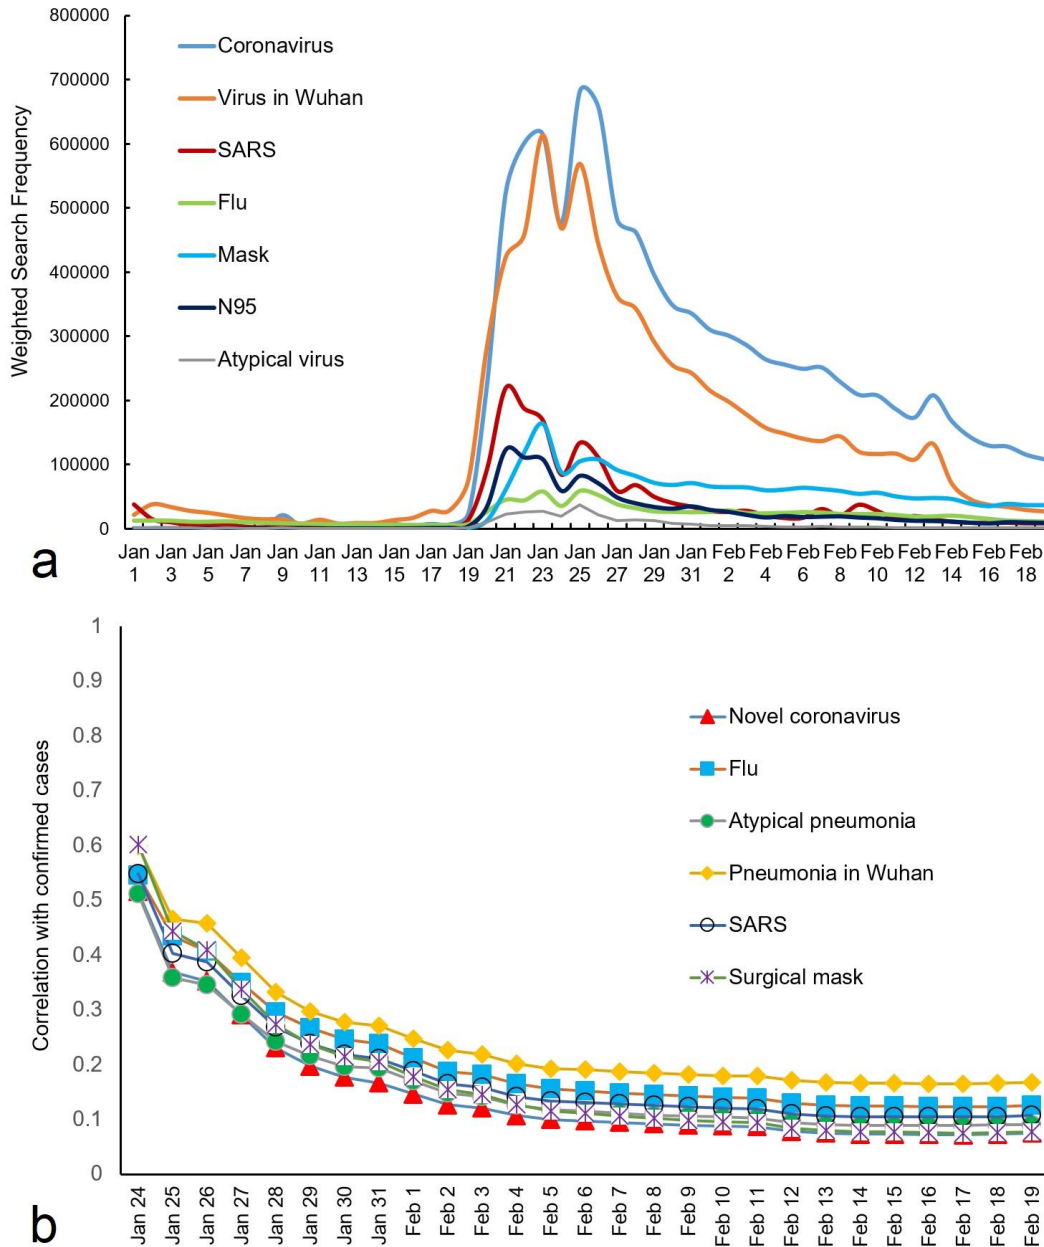 800000
700000
600000
500000
400000
300000
200000
100000
0
Weighted Search Frequency
Coronavirus
Virus in Wuhan
SARS
Flu
Mask
N95
Atypical virus
Jan Jan Jan Jan Jan Jan Jan Jan Jan Jan Jan Jan Jan Jan Jan Jan Feb Feb Feb Feb Feb Feb Feb Feb Feb
1 3 5 7 9 11 13 15 17 19 21 23 25 27 29 31 2 4 6 8 10 12 14 16 18
a
1
0.9
0.8
0.7
0.6
0.5
0.4
0.3
0.2
0.1
0
Correlation with confirmed cases
Novel coronavirus
Flu
Atypical pneumonia
Pneumonia in Wuhan
SARS
Surgical mask
Jan 24
Jan 25
Jan 26
Jan 27
Jan 28
Jan 29
Jan 30
Jan 31
Feb 1
Feb 2
Feb 3
Feb 4
Feb 5
Feb 6
Feb 7
Feb 8
Feb 9
Feb 10
Feb 11
Feb 12
Feb 13
Feb 14
Feb 15
Feb 16
Feb 17
Feb 18
Feb 19
b